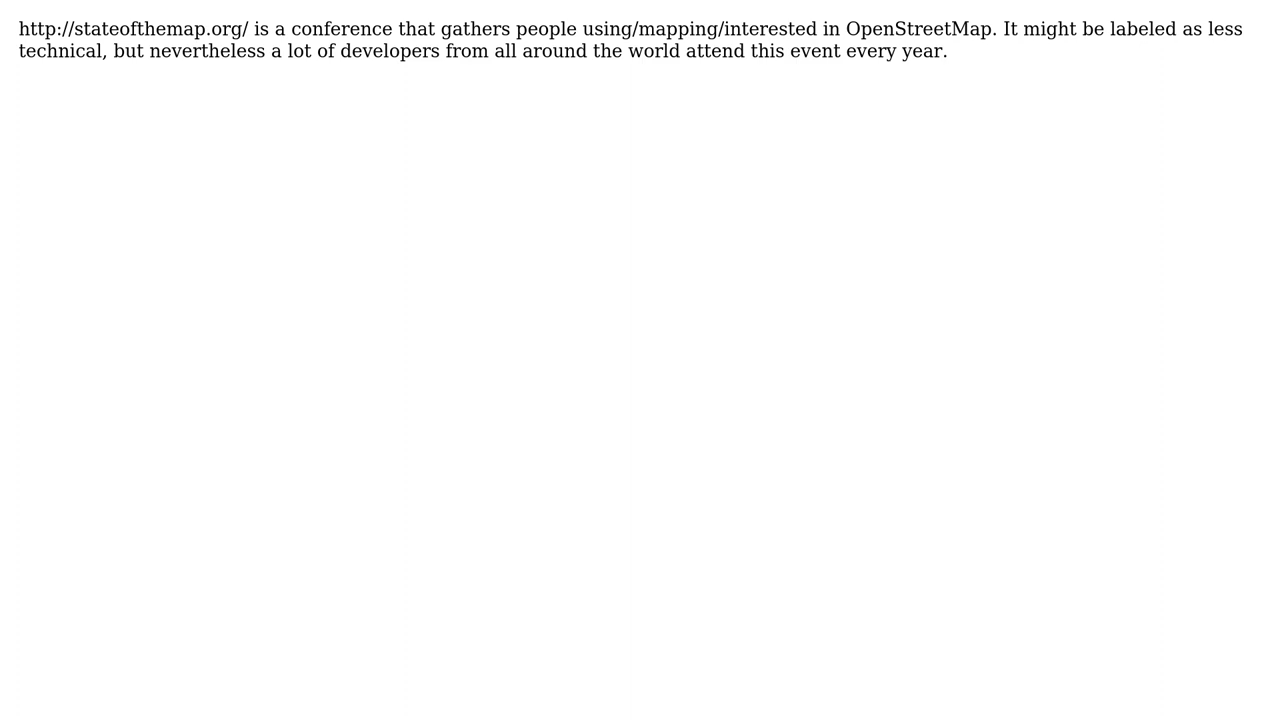 http://stateofthemap.org/ is a conference that gathers people using/mapping/interested in OpenStreetMap. It might be labeled as less
technical, but nevertheless a lot of developers from all around the world attend this event every year.